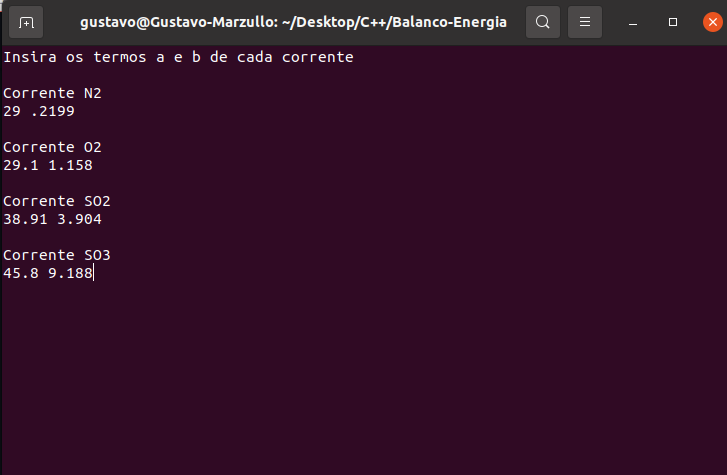 gustavo@Gustavo-Marzullo: ~/Desktop/C++/Balanco-Energia
Insira os termos a e b de cada corrente
Corrente N2
29 .2199
Corrente O2
29.1 1.158
Corrente SO2
38.91 3.904
Corrente SO3
45.8 9.188